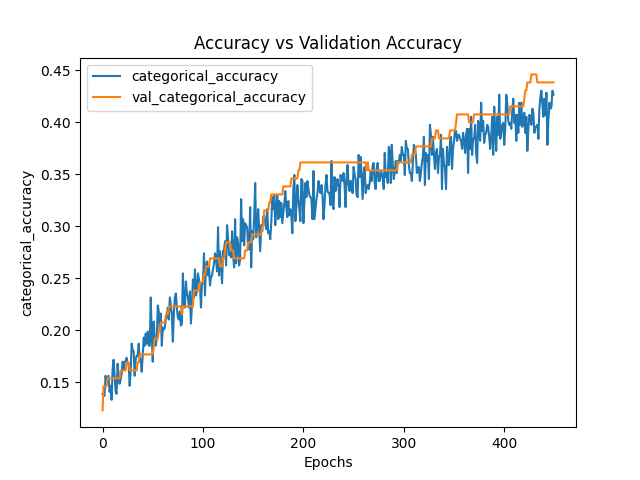 Accuracy vs Validation Accuracy
categorical_accuracy
val_categorical_accuracy
categorical_accuracy
0.45
0.40
0.35
0.30
0.25
0.20
0.15
0
100
200
300
400
Epochs